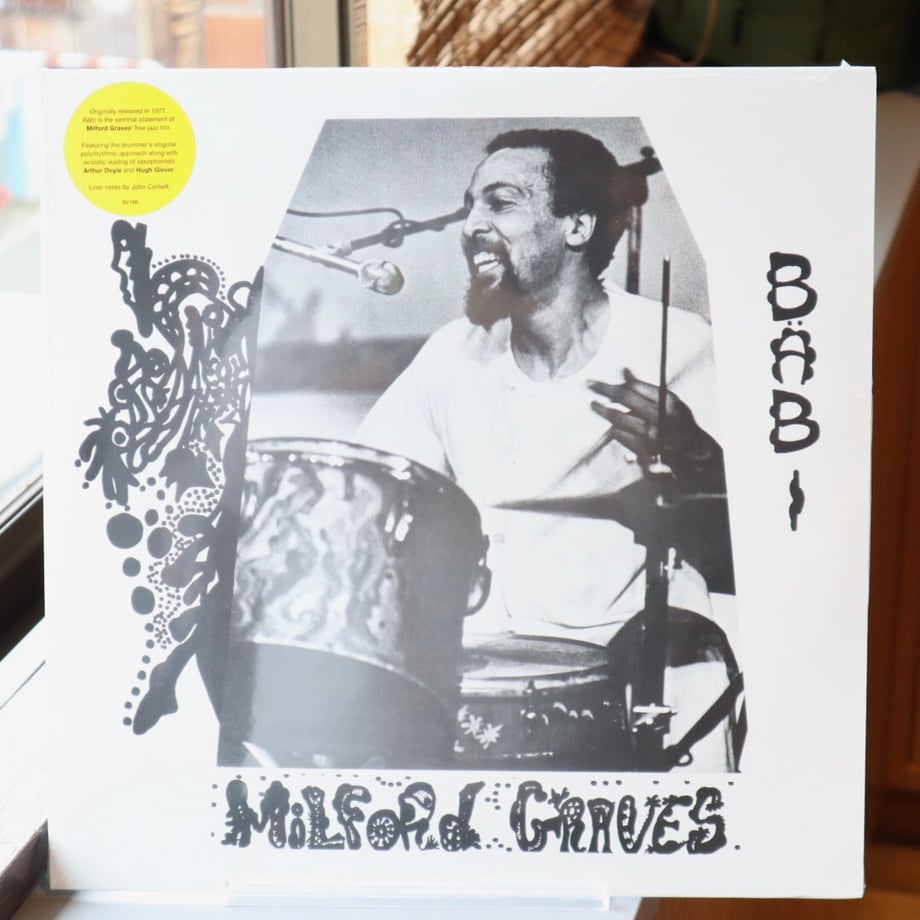 Originally released in 1977,
Bäbi is the seminal statement of
Milford Graves' free jazz trio.
Featuring the drummer's singular
polyrhythmic approach along with
ecstatic wailing of saxophonists
Arthur Doyle and Hugh Glover.
Liner notes by John Corbett.
SV196
BÄBI
MiLFoRd GRAVES.